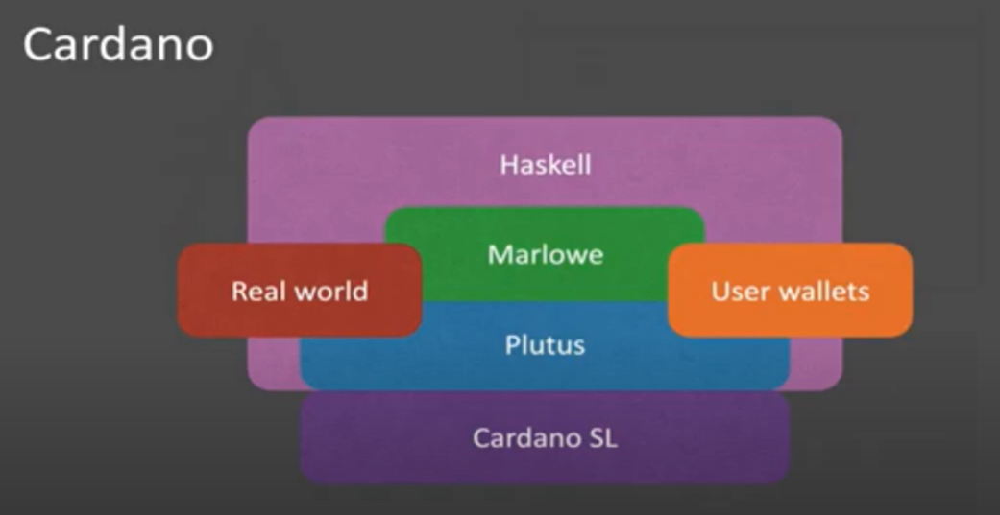 Cardano
Haskell
Marlowe
Real world
User wallets
Plutus
Cardano SL